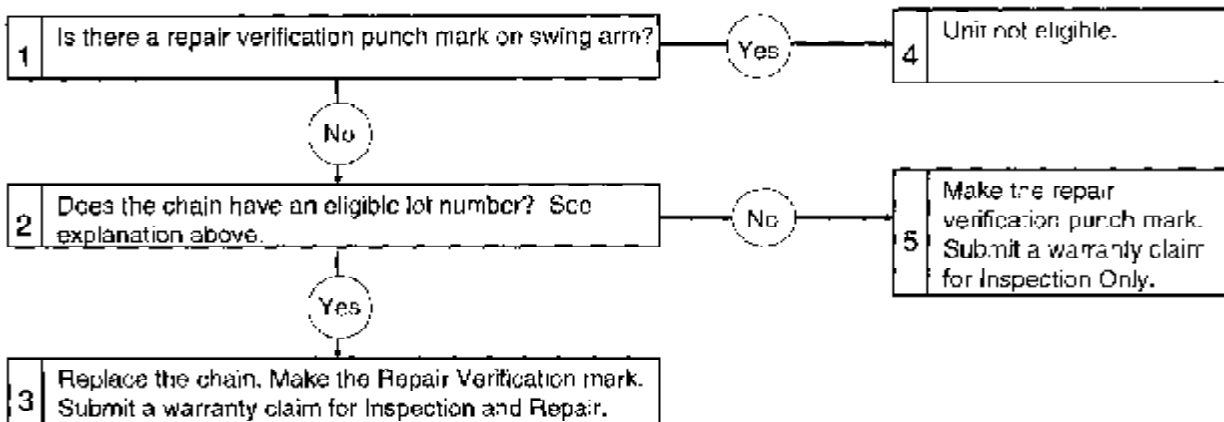 1 Is there a repair verification punch mark on swing arm?
Yes
4 Unit not eligible.
No
2 Does the chain have an eligible lot number? See
explanation above.
No
5 Make the repair
verification punch mark.
Submit a warranty claim
for Inspection Only.
Yes
3 Replace the chain. Make the Repair Verification mark.
Submit a warranty claim for Inspection and Repair.